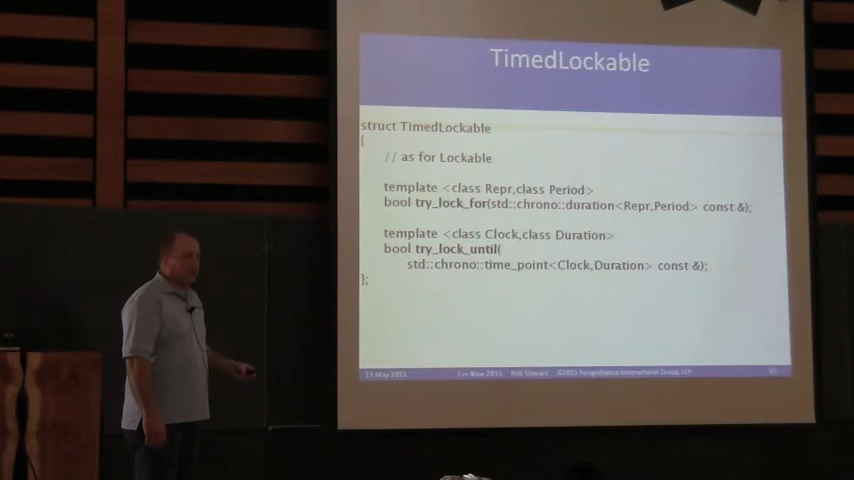 TimedLockable
struct TimedLockable
{
// as for Lockable
template <class Repr,class Period>
bool try_lock_for(std::chrono::duration<Repr,Period> const &);
template <class Clock,class Duration>
bool try_lock_until(
std::chrono::time_point<Clock,Duration> const &);
};
13 May 2013 C++ Now 2013 Rob Stewart ©2013 Susquehanna International Group, LLP